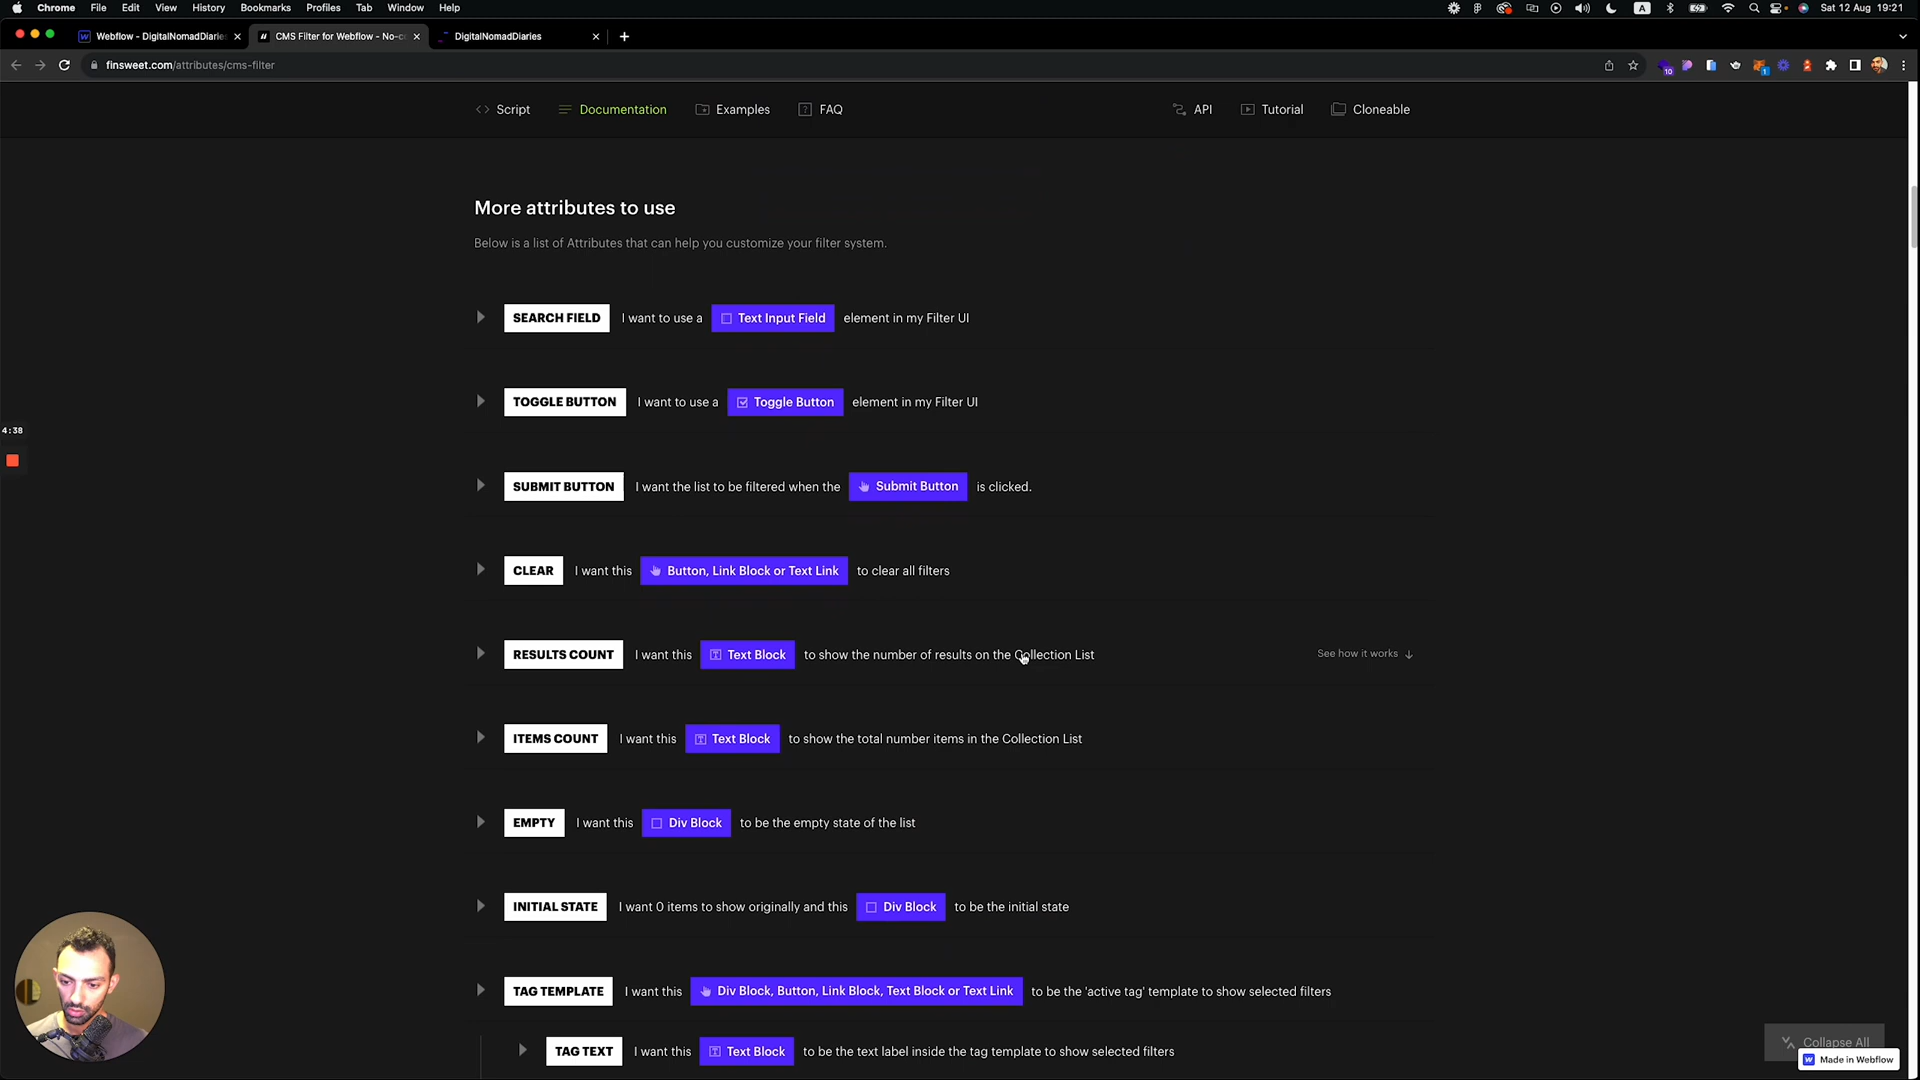 Chrome File Edit View History Bookmarks Profiles Tab Window Help
A
Sat 12 Aug 19:21
Webflow - DigitalNomadDiaries
CMS Filter for Webflow - No-c
DigitalNomadDiaries
finsweet.com/attributes/cms-filter
10
1
Script Documentation Examples FAQ API Tutorial Cloneable
More attributes to use
Below is a list of Attributes that can help you customize your filter system.
SEARCH FIELD I want to use a Text Input Field element in my Filter UI
TOGGLE BUTTON I want to use a Toggle Button element in my Filter UI
4:38
SUBMIT BUTTON I want the list to be filtered when the Submit Button is clicked.
CLEAR I want this Button, Link Block or Text Link to clear all filters
RESULTS COUNT I want this Text Block to show the number of results on the Collection List See how it works ↓
ITEMS COUNT I want this Text Block to show the total number items in the Collection List
EMPTY I want this Div Block to be the empty state of the list
INITIAL STATE I want 0 items to show originally and this Div Block to be the initial state
TAG TEMPLATE I want this Div Block, Button, Link Block, Text Block or Text Link to be the 'active tag' template to show selected filters
TAG TEXT I want this Text Block to be the text label inside the tag template to show selected filters
Collapse All
Made in Webflow